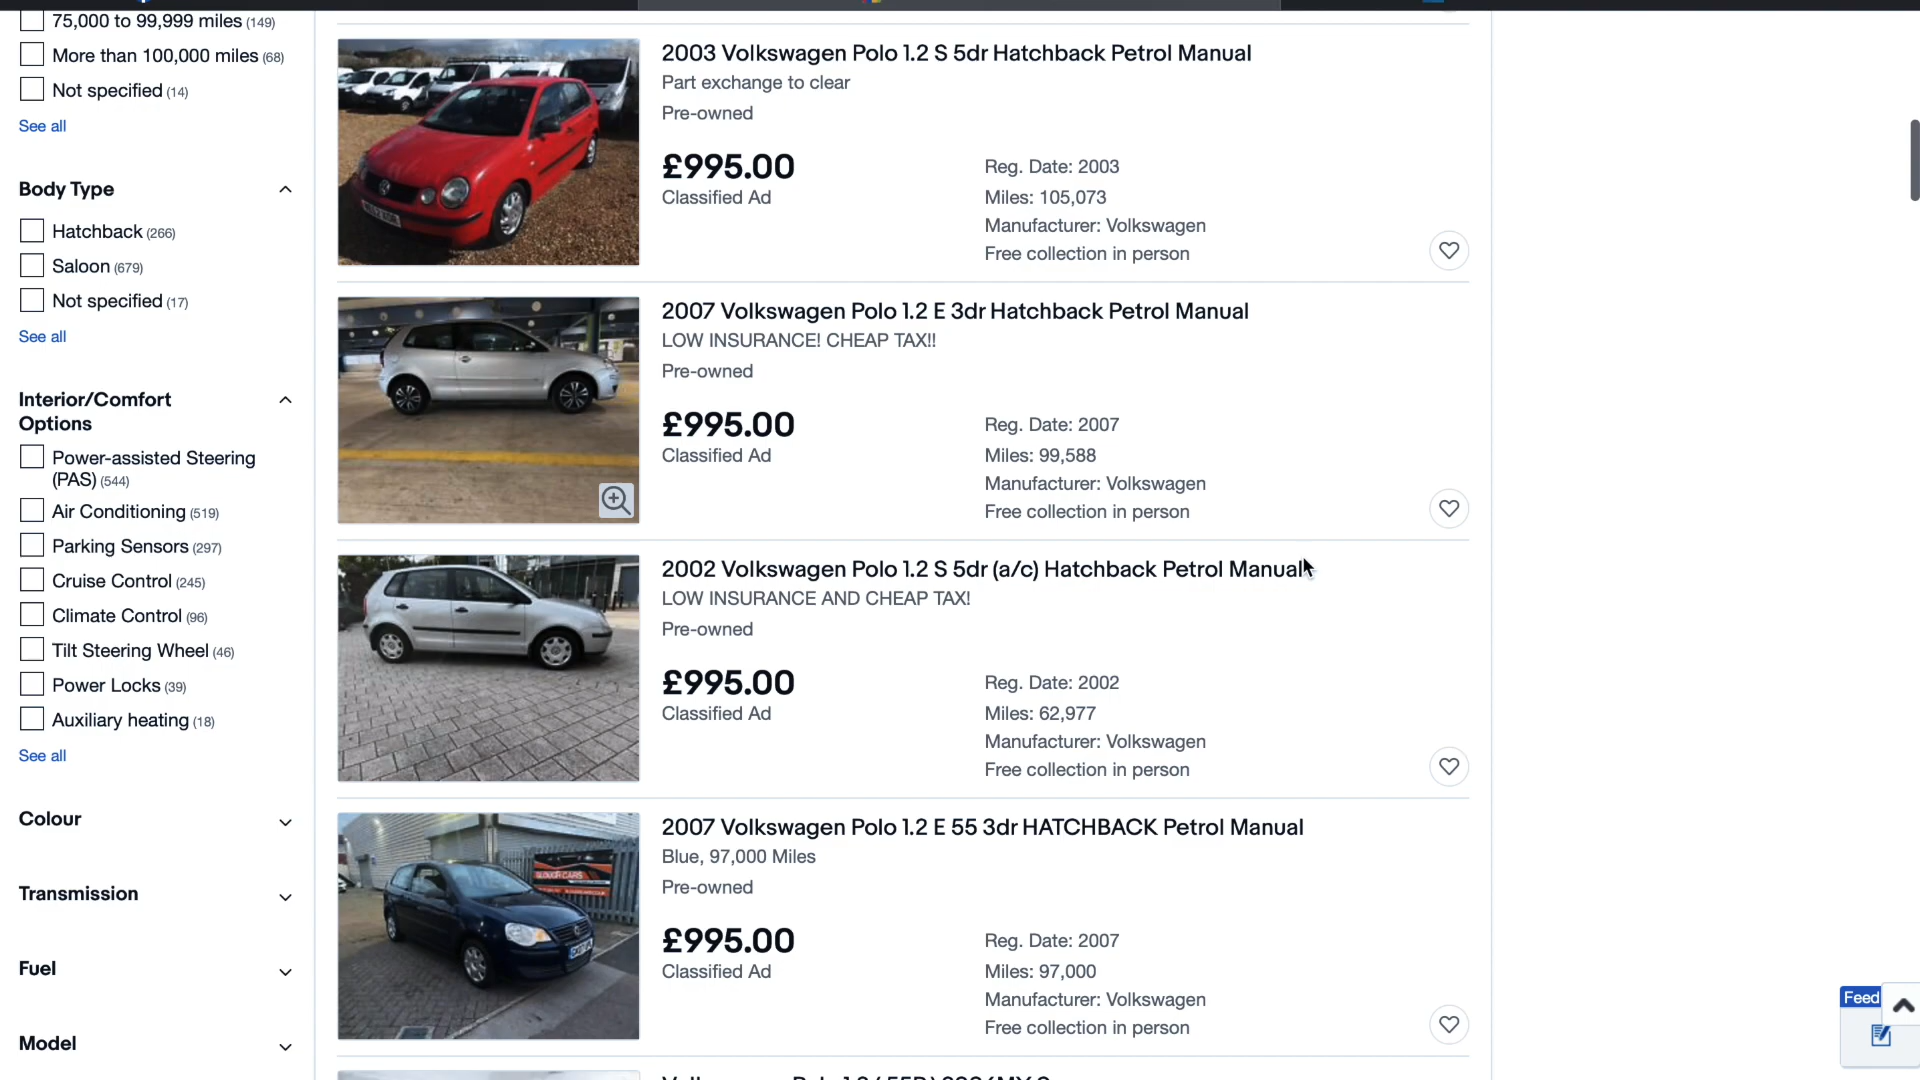 75,000 to 99,999 miles (149)
More than 100,000 miles (68)
Not specified (14)
See all
Body Type
Hatchback (266)
Saloon (679)
Not specified (17)
See all
Interior/Comfort
Options
Power-assisted Steering
(PAS) (544)
Air Conditioning (519)
Parking Sensors (297)
Cruise Control (245)
Climate Control (96)
Tilt Steering Wheel (46)
Power Locks (39)
Auxiliary heating (18)
See all
Colour
Transmission
Fuel
Model
2003 Volkswagen Polo 1.2 S 5dr Hatchback Petrol Manual
Part exchange to clear
Pre-owned
£995.00
Classified Ad
Reg. Date: 2003
Miles: 105,073
Manufacturer: Volkswagen
Free collection in person
2007 Volkswagen Polo 1.2 E 3dr Hatchback Petrol Manual
LOW INSURANCE! CHEAP TAX!!
Pre-owned
£995.00
Classified Ad
Reg. Date: 2007
Miles: 99,588
Manufacturer: Volkswagen
Free collection in person
2002 Volkswagen Polo 1.2 S 5dr (a/c) Hatchback Petrol Manual
LOW INSURANCE AND CHEAP TAX!
Pre-owned
£995.00
Classified Ad
Reg. Date: 2002
Miles: 62,977
Manufacturer: Volkswagen
Free collection in person
2007 Volkswagen Polo 1.2 E 55 3dr HATCHBACK Petrol Manual
Blue, 97,000 Miles
Pre-owned
£995.00
Classified Ad
Reg. Date: 2007
Miles: 97,000
Manufacturer: Volkswagen
Free collection in person
Feed